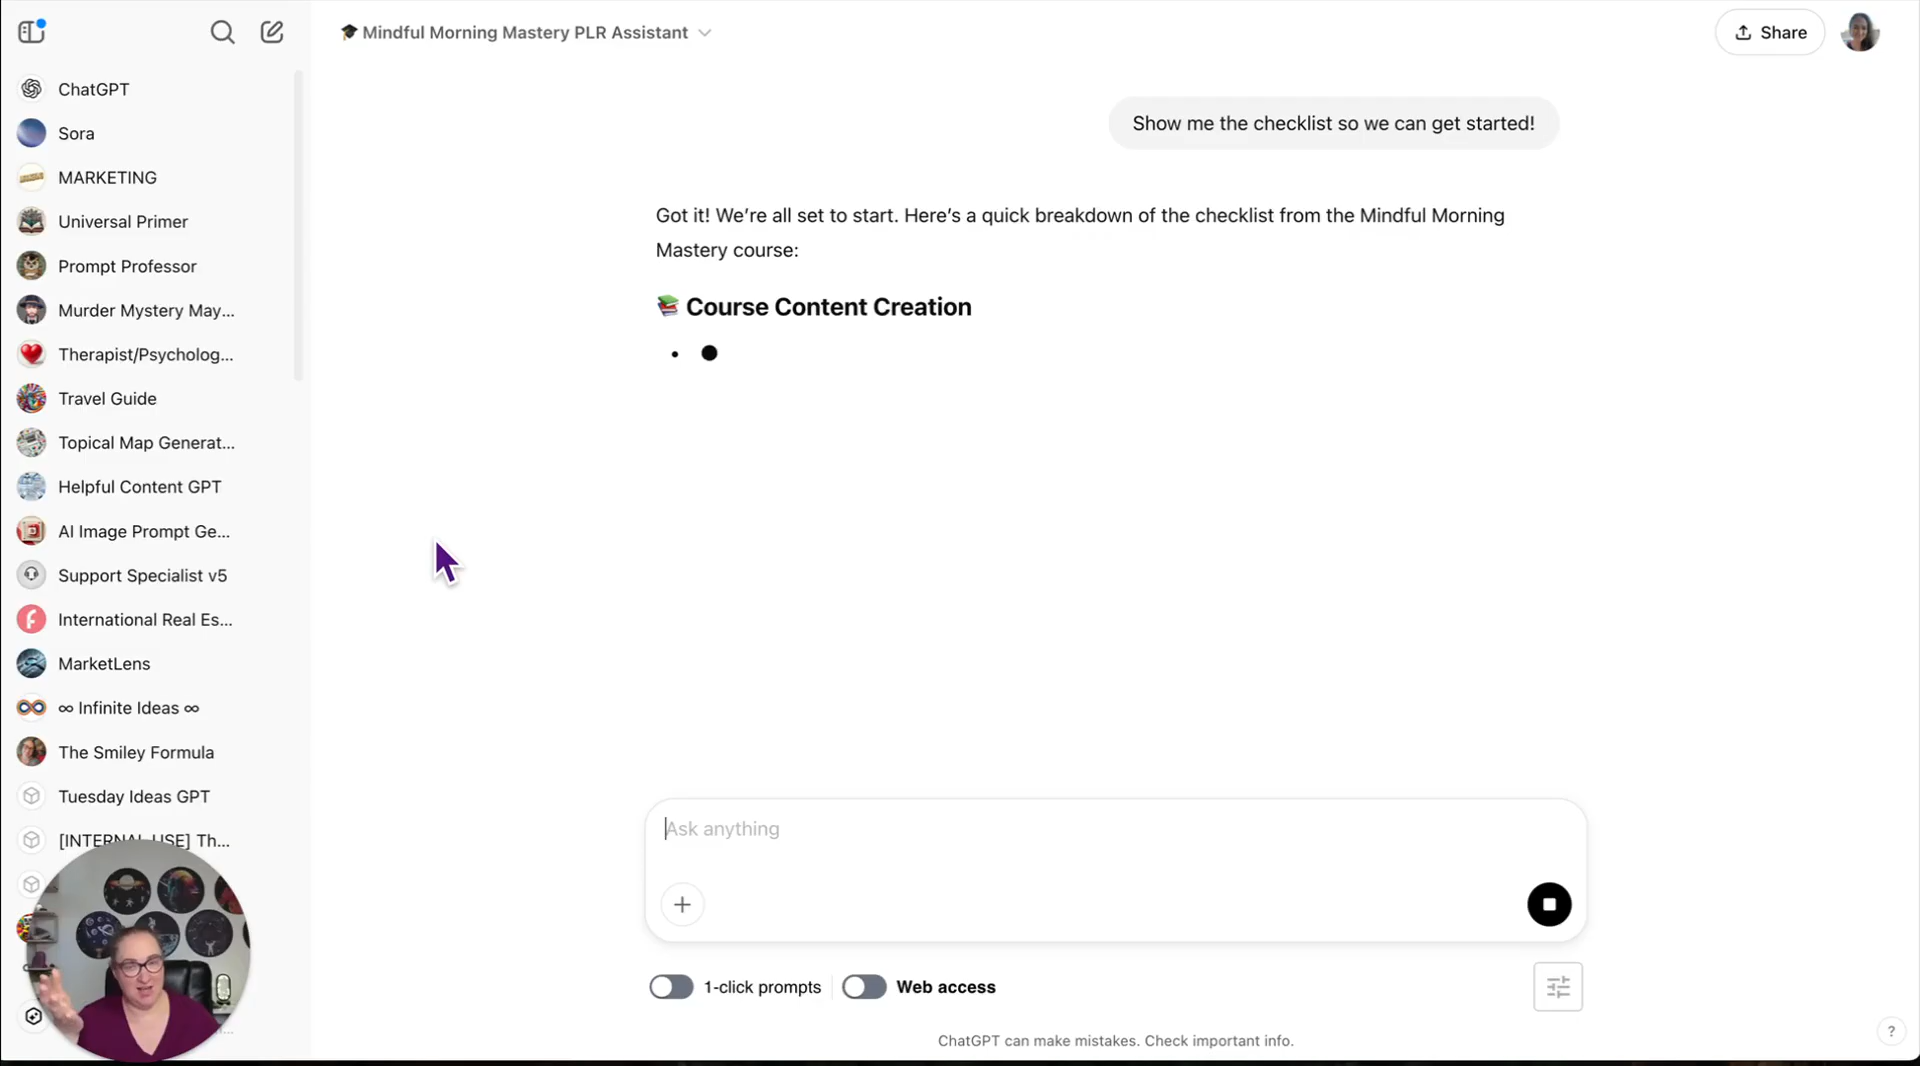 ChatGPT
Sora
MARKETING
Universal Primer
Prompt Professor
Murder Mystery May...
Therapist/Psycholog...
Travel Guide
Topical Map Generat...
Helpful Content GPT
AI Image Prompt Ge...
Support Specialist v5
International Real Es...
MarketLens
∞ Infinite Ideas ∞
The Smiley Formula
Tuesday Ideas GPT
[INTERNAL USE] Th...
🎓 Mindful Morning Mastery PLR Assistant
Share
Show me the checklist so we can get started!
Got it! We’re all set to start. Here’s a quick breakdown of the checklist from the Mindful Morning
Mastery course:
📚 Course Content Creation
Ask anything
1-click prompts
Web access
ChatGPT can make mistakes. Check important info.
?